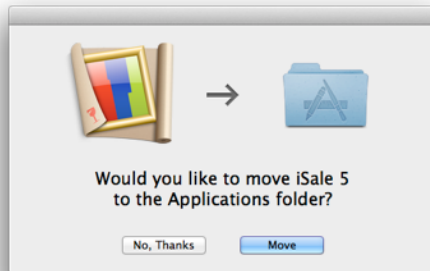 Would you like to move iSale 5
to the Applications folder?
No, Thanks
Move